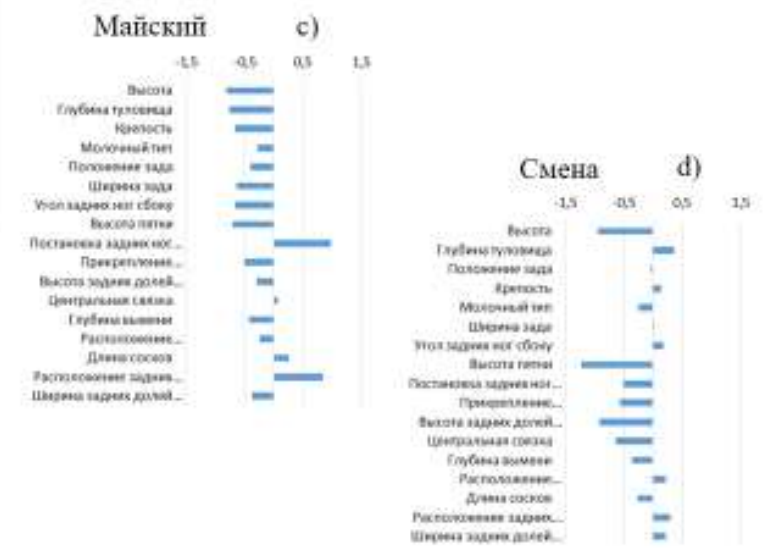 Майский c)
-1,5 -0,5 0,5 1,5
Высота
Глубина туловища
Крепость
Молочный тип
Положение зада
Ширина зада
Угол задних ног сбоку
Высота пятки
Постановка задних ног...
Прикрепление...
Высота задних долей...
Центральная связка
Глубина вымени
Расположение...
Длина сосков
Расположение задних...
Ширина задних долей...
Смена d)
-1,5 -0,5 0,5 1,5
Высота
Глубина туловища
Положение зада
Крепость
Молочный тип
Ширина зада
Угол задних ног сбоку
Высота пятки
Постановка задних ног...
Прикрепление...
Высота задних долей...
Центральная связка
Глубина вымени
Расположение...
Длина сосков
Расположение задних...
Ширина задних долей...